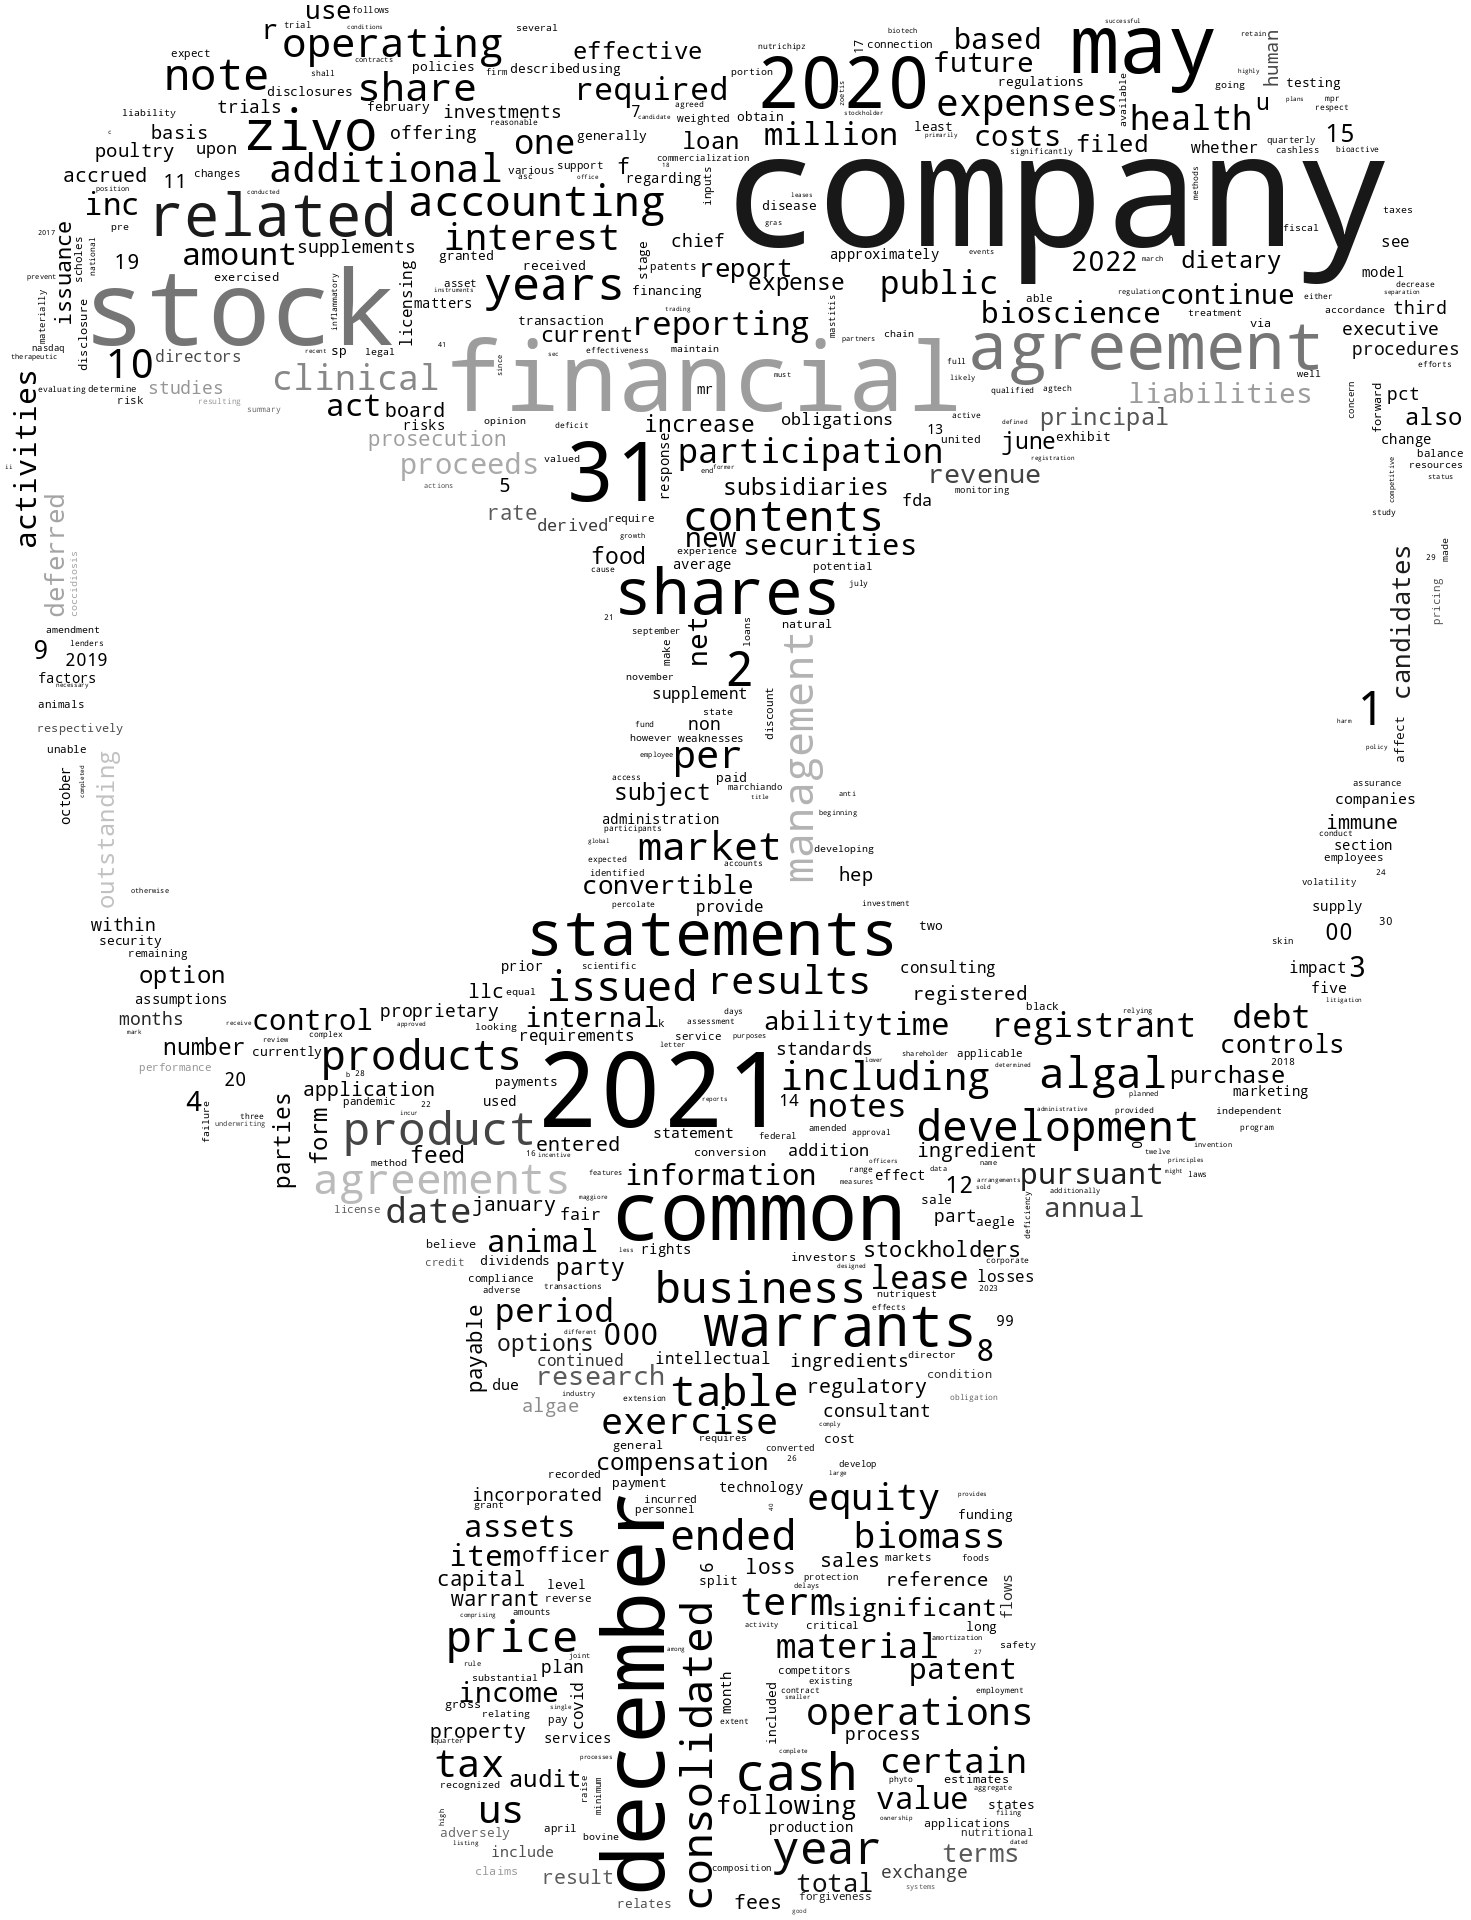 use follows
r trial conditions several successful
operating effective biotech retain
note expect contracts nutrichipz 17 connection based may human
disclosures shall policies firm described using portion 2020 future highly
share required regulations available going testing
liability trials february investments 7 agreed zoetis expenses u plans mpr respect
zivo reasonable candidate weighted obtain stockholder health
c basis offering generally one loan million least primarily costs filed quarterly 15
poultry upon commercialization significantly whether cashless bioactive
accrued 11 changes additional various support f 18 regarding
position conducted asc office inputs company methods
inc related accounting disease leases gras taxes
2017 issuance pre scholes national interest chief fiscal see
amount supplements granted stage approximately events
prevent 19 exercised received patents report 2022 march dietary model
materially stock inflammatory licensing asset instruments years financing expense public able regulation continue decrease separation
matters trading mastitis bioscience treatment either accordance third
disclosure transaction reporting via executive
nasdaq 10 directors recent sp legal 41 current partners chain agreement procedures
therapeutic since sec effectiveness maintain full efforts
evaluating determine studies clinical financial mr must likely well
activities risk resulting summary act board qualified agtech liabilities concern forward pct
risks opinion deficit increase obligations active defined principal also
prosecution 31 response participation 13 united june exhibit change
ii proceeds valued end former registration balance
actions 5 subsidiaries revenue monitoring competitive resources status
deferred rate derived require contents fda study
growth new securities
coccidiosis food experience 29 made
cause average potential candidates
shares july pricing
21
amendment september net loans natural
9 lenders make 2
2019 november management
factors necessary supplement
animals state discount 1
respectively fund non harm
however weaknesses affect
unable employee per policy
october completed access paid assurance
outstanding subject marchiando title anti companies
administration beginning immune
participants conduct
global market developing section
expected accounts employees
identified hep 24
otherwise convertible volatility
percolate provide investment supply
within statements two 00 30
security skin
remaining prior scientific consulting impact 3
option llc equal issued results registered five
assumptions proprietary days black litigation
months receive control internal k assessment ability time relying registrant debt
mark review complex approved looking requirements service purposes controls
number currently products letter standards shareholder applicable 2018
performance b 28 lower determined algal purchase
20 application payments 2021 including planned marketing
4 pandemic 22 used reports 14 notes
failure three parties form incur amended administrative provided independent
underwriting product statement federal approval development 0 program
method feed 16 incentive entered conversion addition officers ingredient twelve invention
features information range effect data name principles
agreements measures arrangements pursuant might laws
license date january maggiore 12 sold additionally
fair common sale part aegle deficiency annual
believe animal less rights stockholders
credit dividends party investors designed corporate
compliance business lease losses
adverse transactions nutriquest 2023
period effects
payable different 000 warrants 99
options 8
continued intellectual ingredients director
due research condition
industry extension table regulatory obligation
algae exercise consultant
comply
general requires cost
compensation converted
recorded 26 develop
payment technology large
incorporated incurred equity provides
grant personnel 40 funding
assets december ended biomass
item officer 6 loss sales markets foods
capital level split protection reference flows
warrant reverse delays
comprising amounts term significant
price activity critical long
among material amortization safety
rule joint consolidated 27
substantial plan month competitors patent
income existing
gross covid single included contract employment
relating pay extent smaller operations
property services process
quarter complete
tax processes cash certain
recognized audit raise minimum phyto estimates
us following value aggregate
high ownership states
adversely april production applications filing
listing bovine year nutritional
include dated
claims result composition exchange terms
total systems
relates fees forgiveness
good